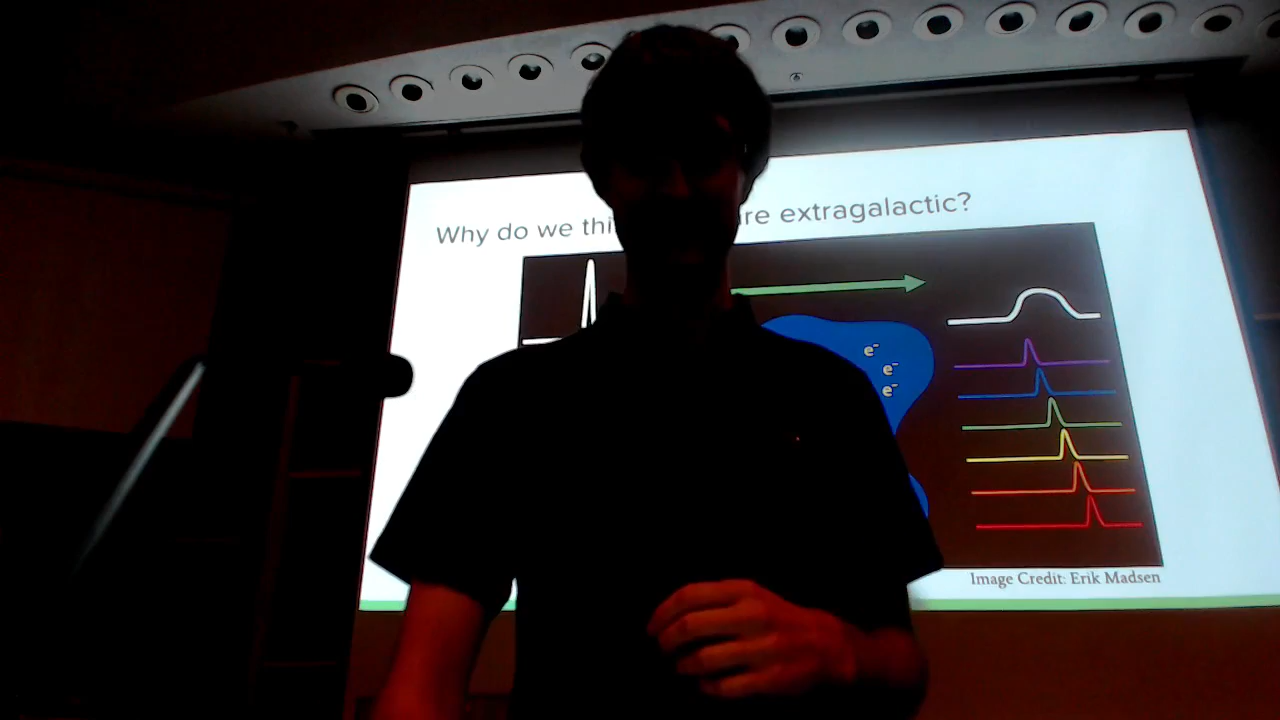 Why do we thi re extragalactic?
e⁻
e⁻
e⁻
Image Credit: Erik Madsen